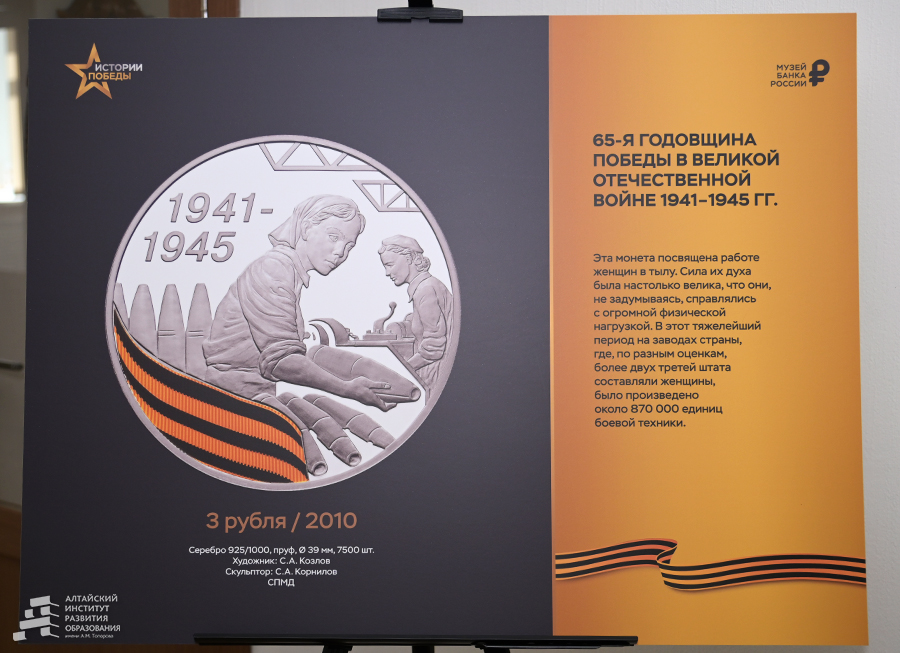 ИСТОРИИ
ПОБЕДЫ
МУЗЕЙ
БАНКА
РОССИИ
1941-
1945
3 рубля / 2010
Серебро 925/1000, пруф, Ø 39 мм, 7500 шт.
Художник: С.А. Козлов
Скульптор: С.А. Корнилов
СПМД
65-Я ГОДОВЩИНА
ПОБЕДЫ В ВЕЛИКОЙ
ОТЕЧЕСТВЕННОЙ
ВОЙНЕ 1941–1945 ГГ.
Эта монета посвящена работе
женщин в тылу. Сила их духа
была настолько велика, что они,
не задумываясь, справлялись
с огромной физической
нагрузкой. В этот тяжелейший
период на заводах страны,
где, по разным оценкам,
более двух третей штата
составляли женщины,
было произведено
около 870 000 единиц
боевой техники.
АЛТАЙСКИЙ
ИНСТИТУТ
РАЗВИТИЯ
ОБРАЗОВАНИЯ
имени А.М. Топорова